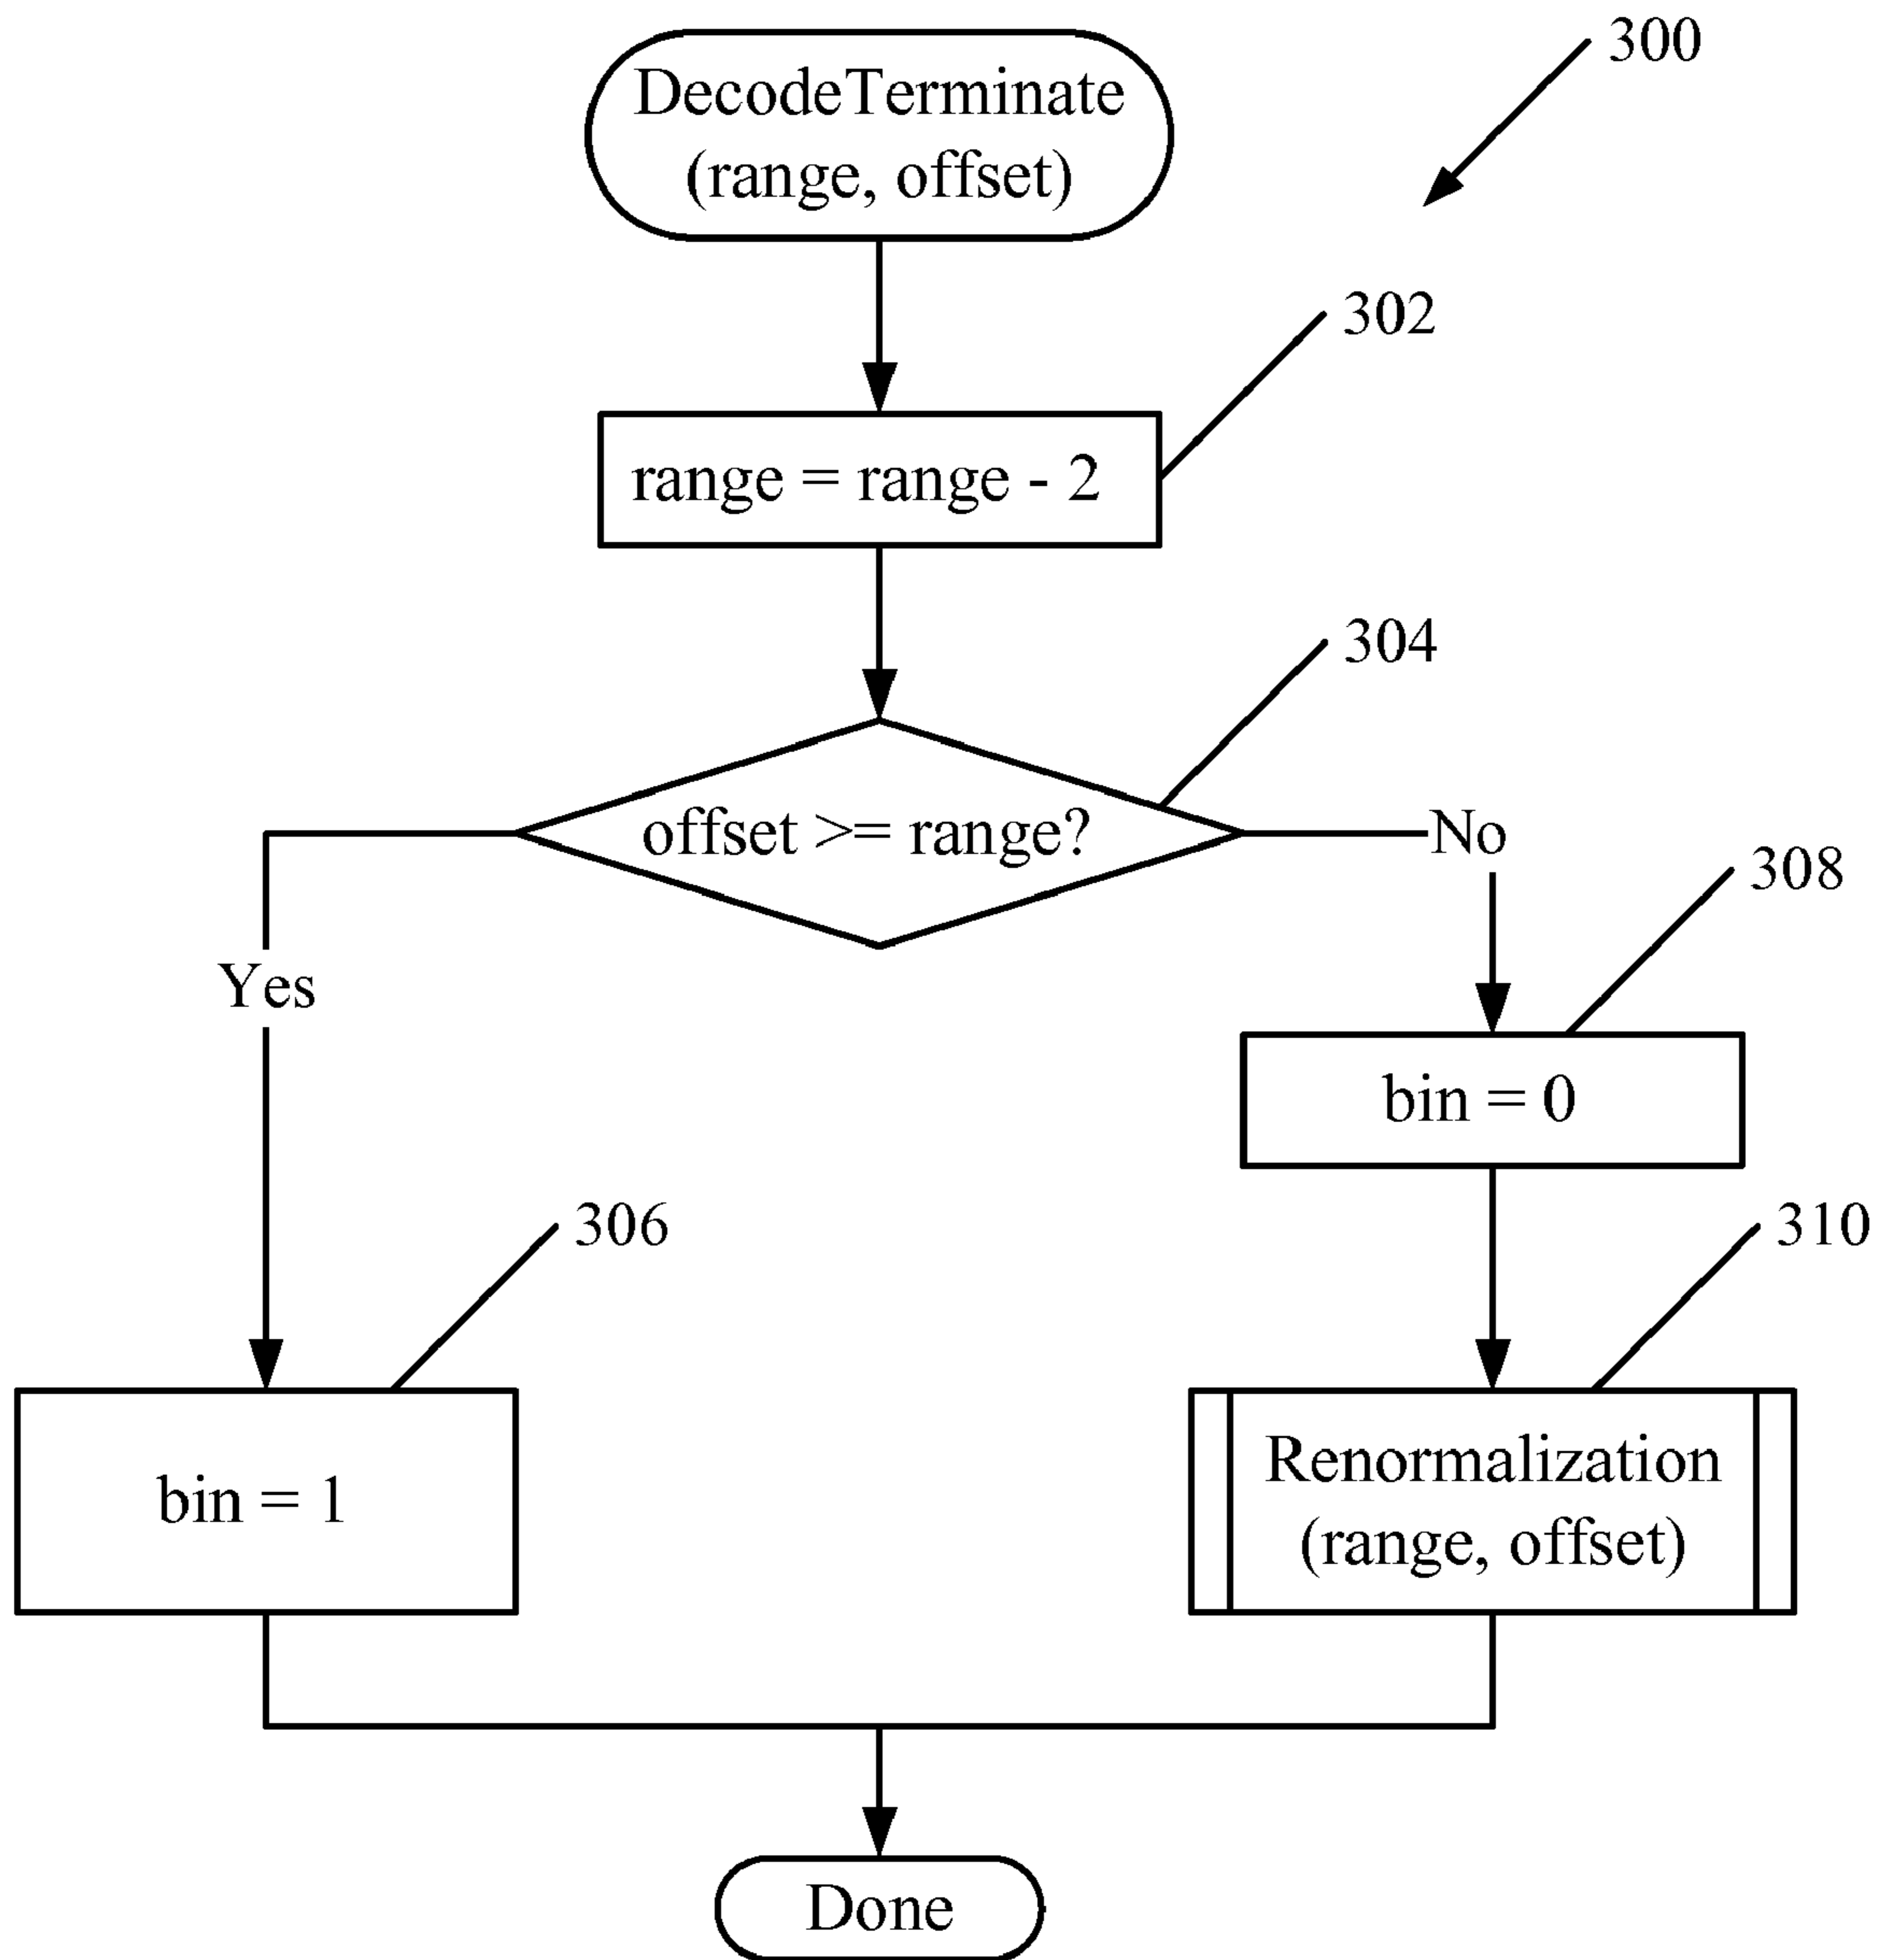 300
DecodeTerminate
(range, offset)
302
range = range - 2
304
offset >= range?
No
308
Yes
bin = 0
306
310
bin = 1
Renormalization
(range, offset)
Done